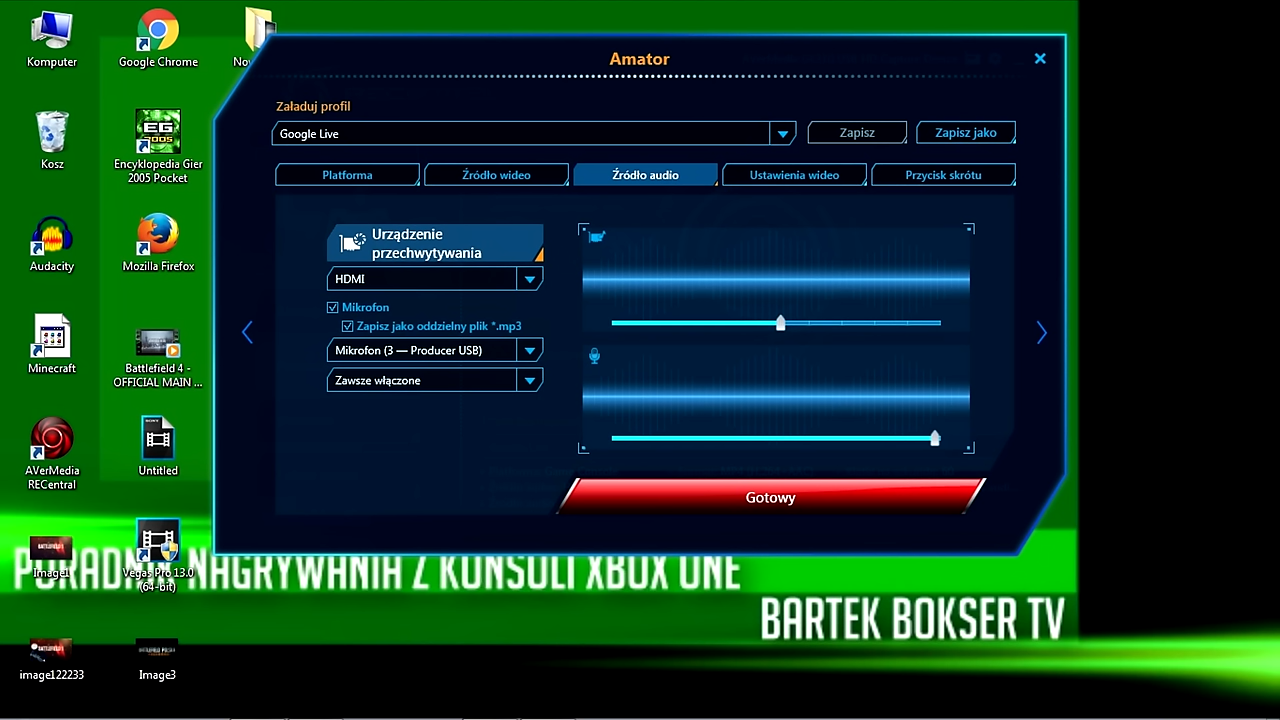 Komputer
Google Chrome
Amator
Załaduj profil
Google Live
Zapisz
Zapisz jako
Platforma
Źródło wideo
Źródło audio
Ustawienia wideo
Przycisk skrótu
Urządzenie
przechwytywania
HDMI
Mikrofon
Zapisz jako oddzielny plik *.mp3
Mikrofon (3 — Producer USB)
Zawsze włączone
Gotowy
Kosz
EG
2005
Encyklopedia Gier
2005 Pocket
Audacity
Mozilla Firefox
Minecraft
Battlefield 4 -
OFFICIAL MAIN ...
AVerMedia
RECentral
Untitled
Image1
Vegas Pro 13.0
(64-bit)
NAGRYWANIA Z KONSOLI XBOX ONE
BARTEK BOKSER TV
image122233
Image3